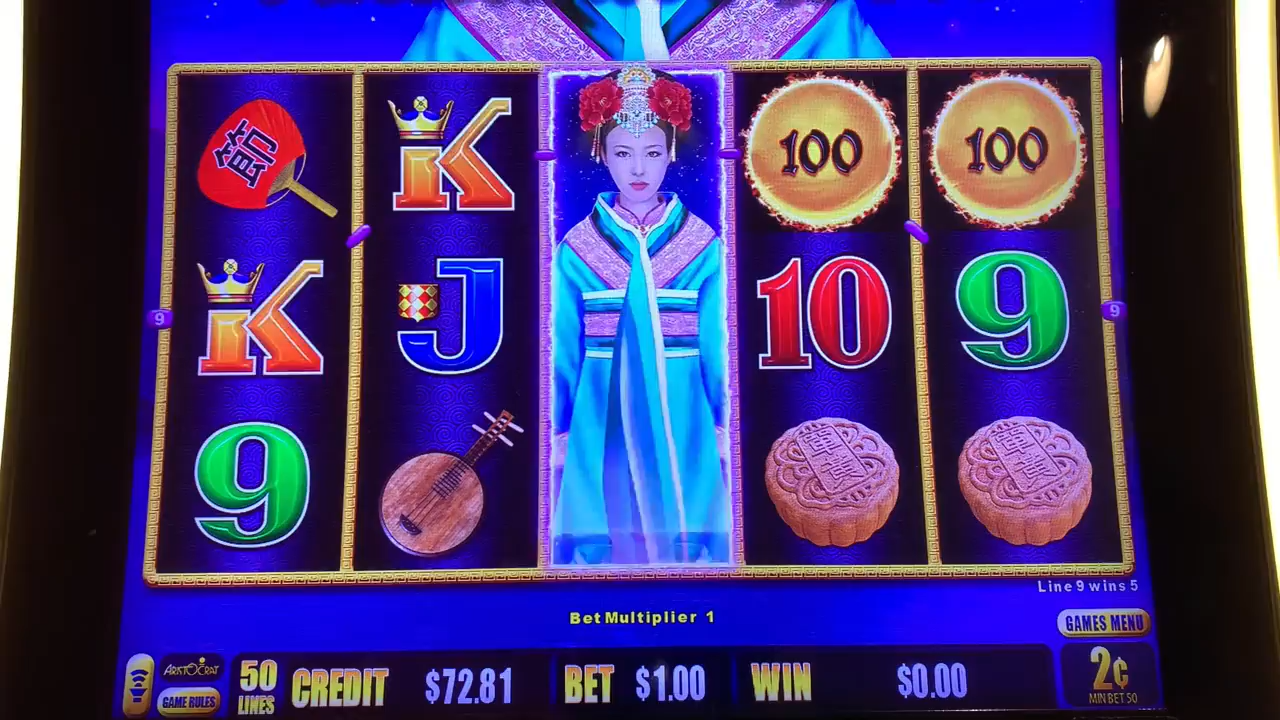 100
100
K
K
J
10
9
9
9
9
Line 9 wins 5
Bet Multiplier 1
GAMES MENU
ARISTOCRAT
GAME RULES
50
LINES
CREDIT $72.81 BET $1.00 WIN $0.00
2¢
MIN BET 50